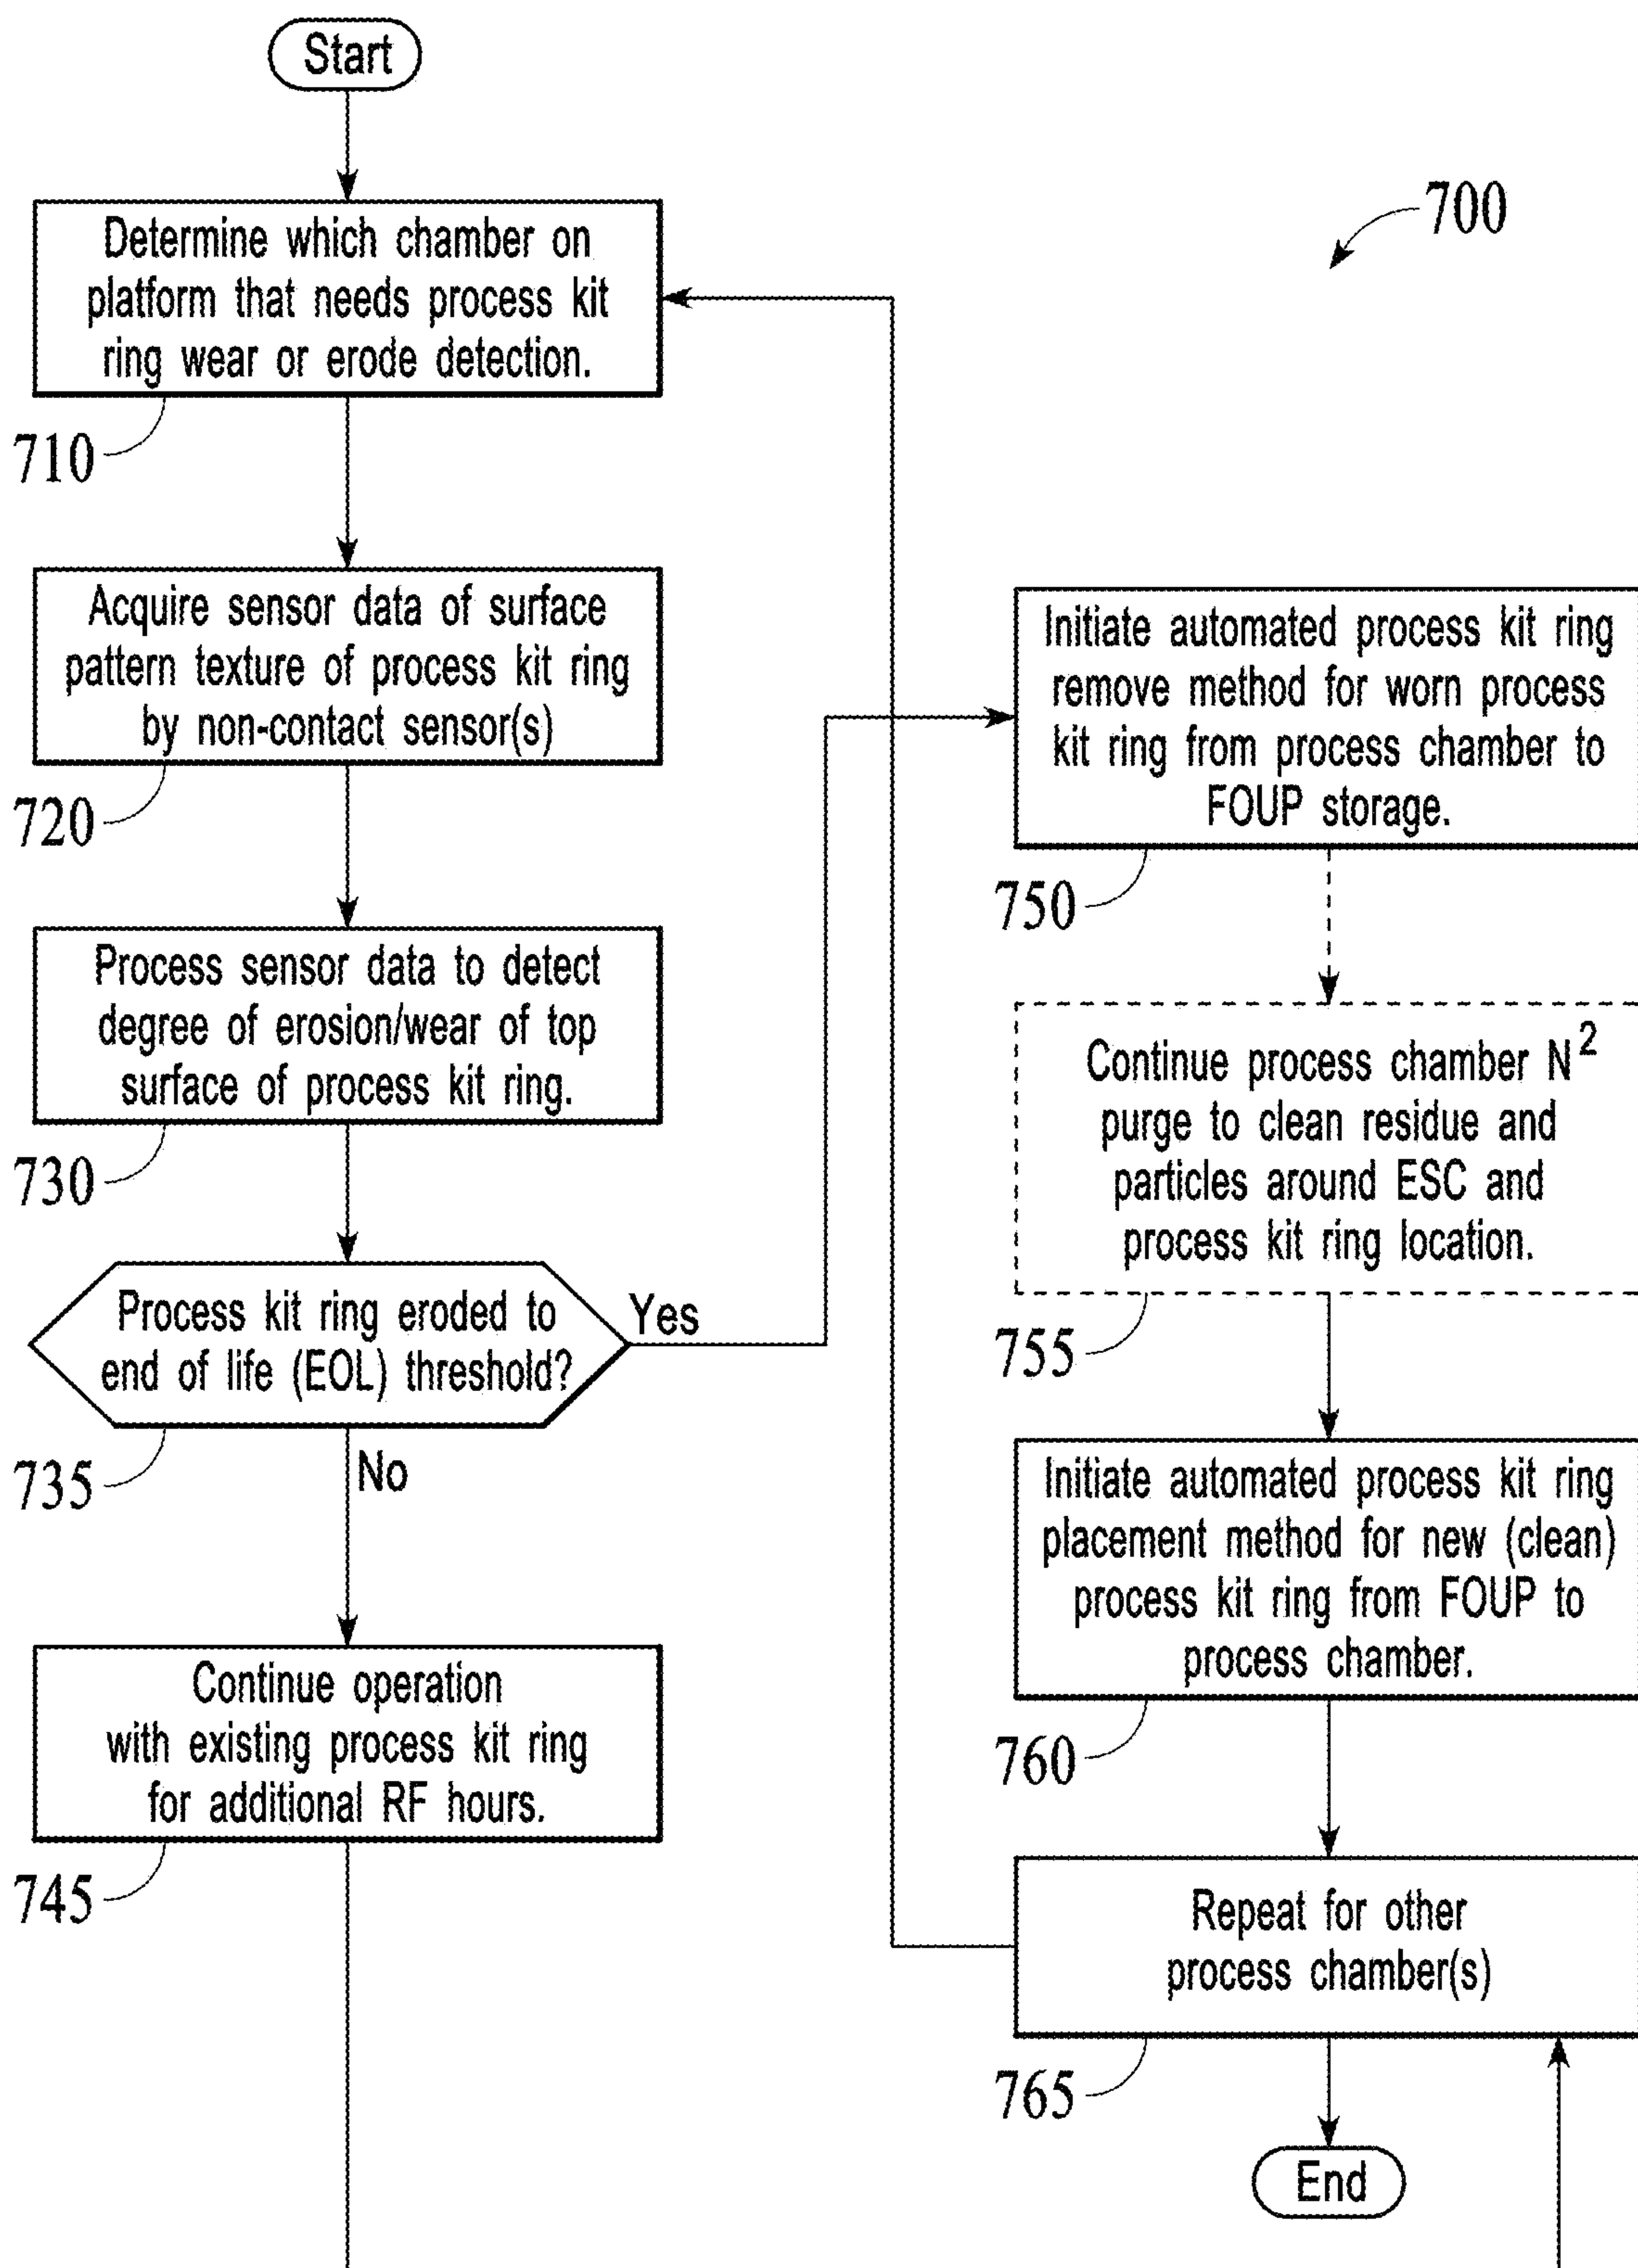 Start
700
Determine which chamber on
platform that needs process kit
ring wear or erode detection.
710
Acquire sensor data of surface
pattern texture of process kit ring
by non-contact sensor(s)
720
Process sensor data to detect
degree of erosion/wear of top
surface of process kit ring.
730
Process kit ring eroded to
end of life (EOL) threshold?
Yes
735
No
Continue operation
with existing process kit ring
for additional RF hours.
745
Initiate automated process kit ring
remove method for worn process
kit ring from process chamber to
FOUP storage.
750
Continue process chamber N²
purge to clean residue and
particles around ESC and
process kit ring location.
755
Initiate automated process kit ring
placement method for new (clean)
process kit ring from FOUP to
process chamber.
760
Repeat for other
process chamber(s)
765
End